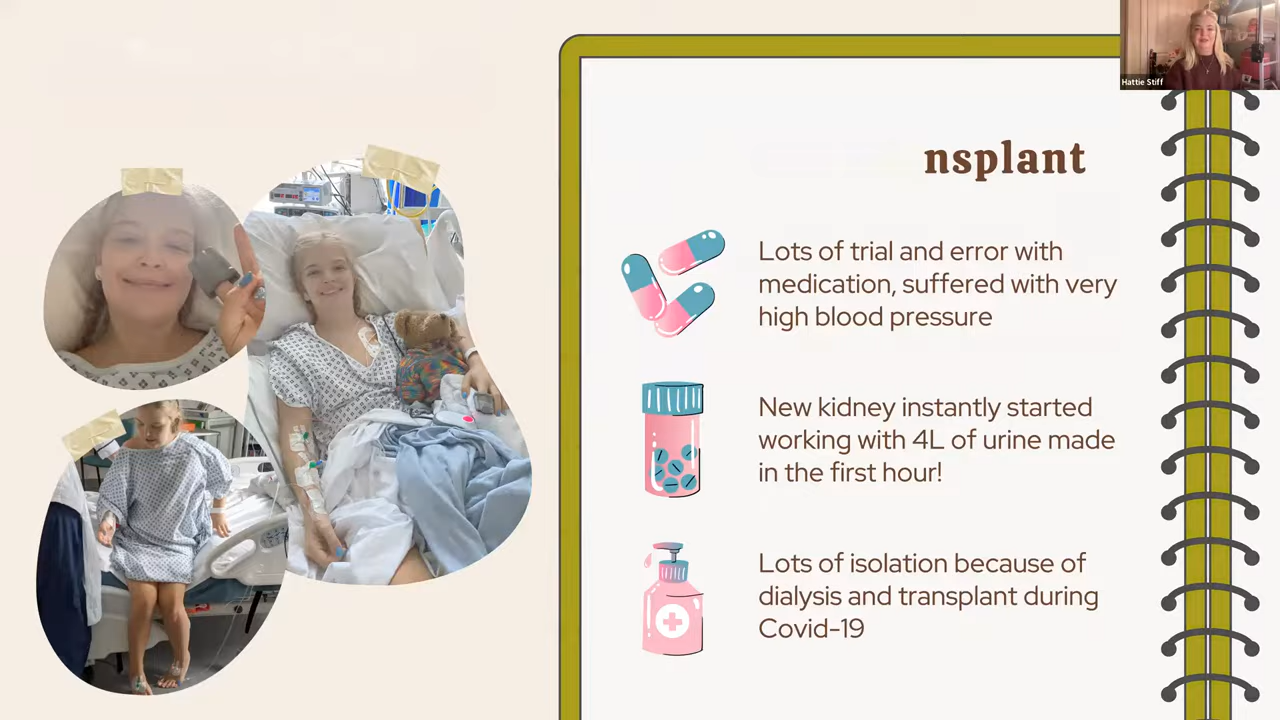 Hattie Stiff
nsplant
Lots of trial and error with
medication, suffered with very
high blood pressure
New kidney instantly started
working with 4L of urine made
in the first hour!
Lots of isolation because of
dialysis and transplant during
Covid-19